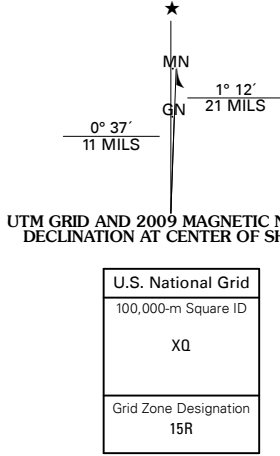 ★
MN
GN
1° 12´
21 MILS
0° 37´
11 MILS
UTM GRID AND 2009 MAGNETIC
DECLINATION AT CENTER OF
U.S. National Grid
100,000-m Square ID
XQ
Grid Zone Designation
15R